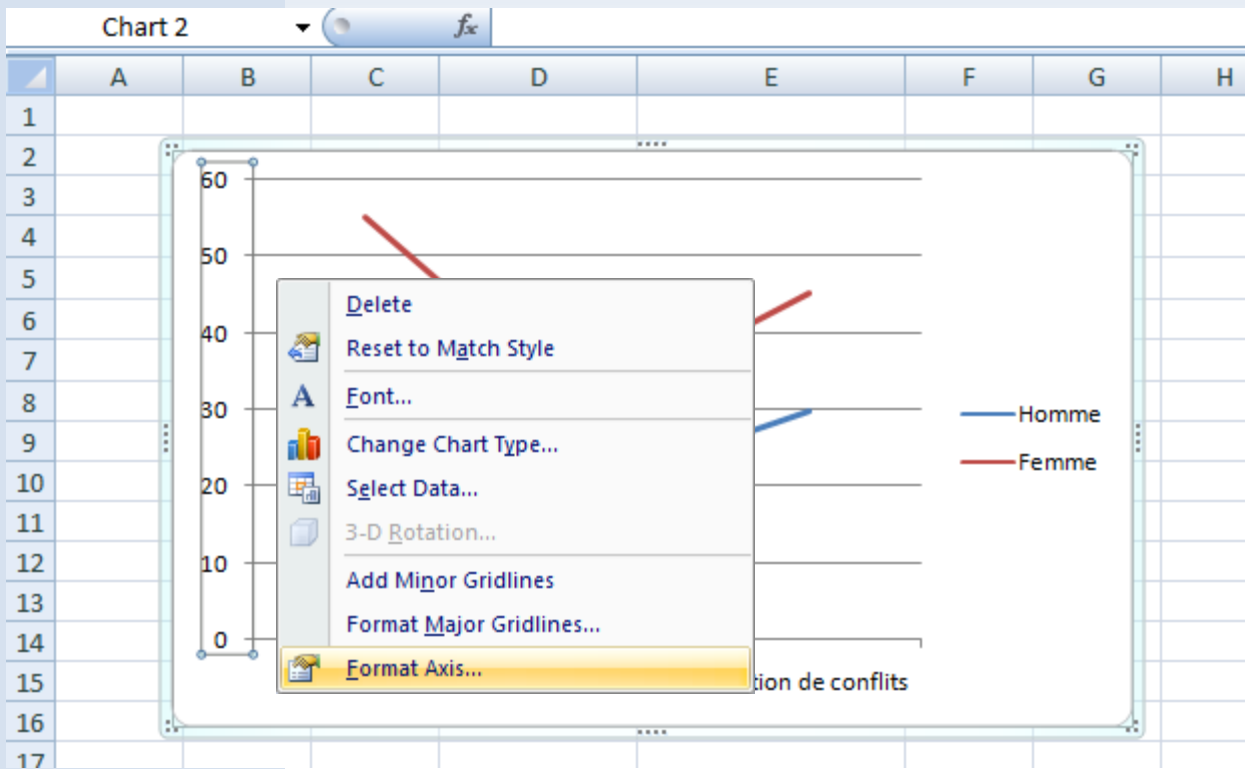 Chart 2
fx
A B C D E F G H
1
2
3
4
5
6
7
8
9
10
11
12
13
14
15
16
17
60
50
40
30
20
10
0
Delete
Reset to Match Style
Font...
Change Chart Type...
Select Data...
3-D Rotation...
Add Minor Gridlines
Format Major Gridlines...
Format Axis...
Homme
Femme
tion de conflits